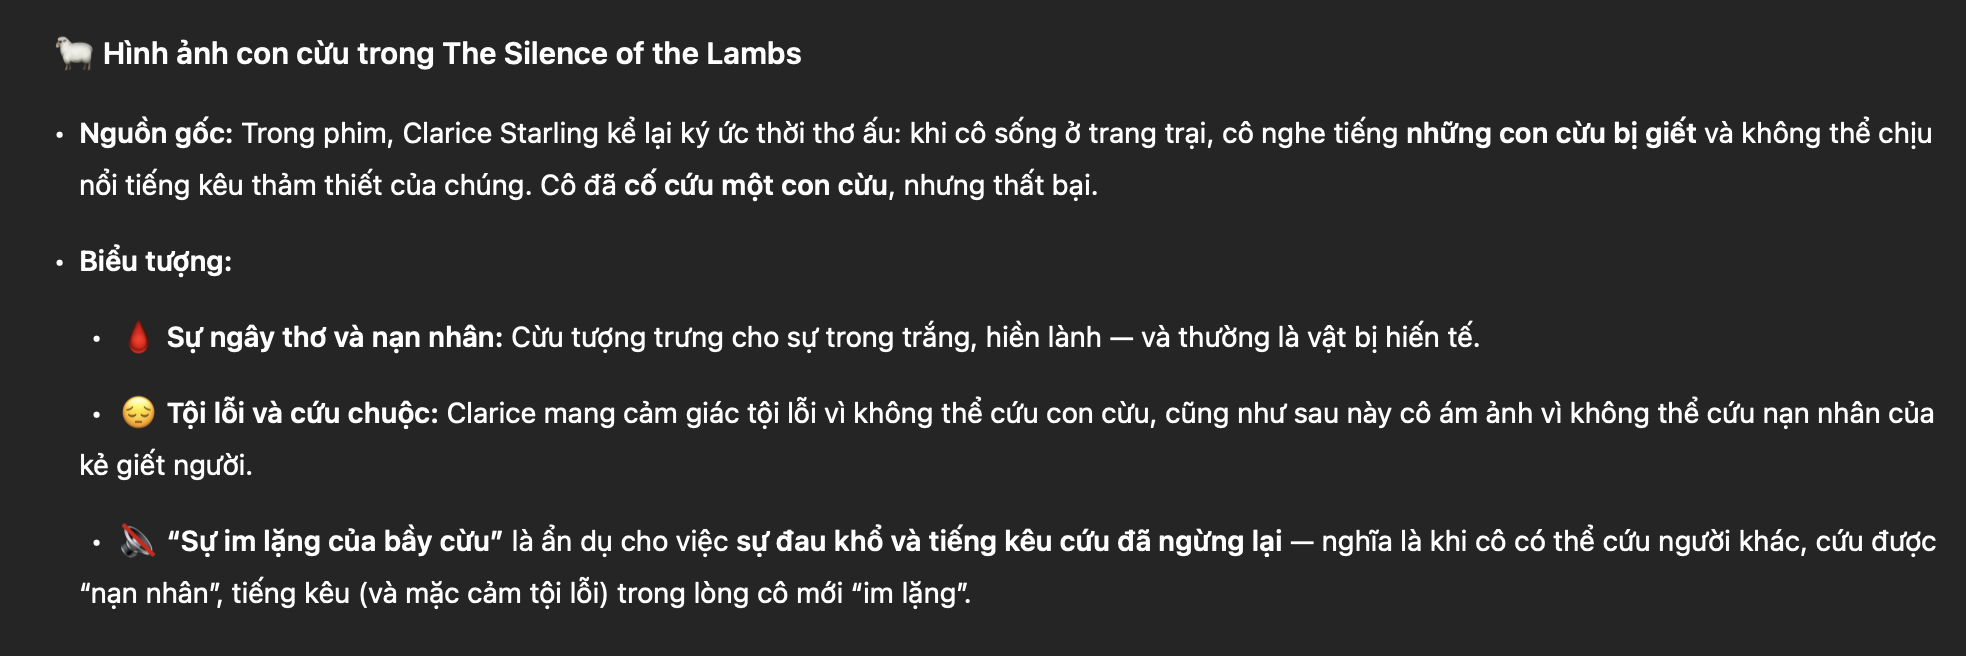 🐑 Hình ảnh con cừu trong The Silence of the Lambs
• Nguồn gốc: Trong phim, Clarice Starling kể lại ký ức thời thơ ấu: khi cô sống ở trang trại, cô nghe tiếng những con cừu bị giết và không thể chịu
nổi tiếng kêu thảm thiết của chúng. Cô đã cố cứu một con cừu, nhưng thất bại.
• Biểu tượng:
• 🩸 Sự ngây thơ và nạn nhân: Cừu tượng trưng cho sự trong trắng, hiền lành — và thường là vật bị hiến tế.
• 😔 Tội lỗi và cứu chuộc: Clarice mang cảm giác tội lỗi vì không thể cứu con cừu, cũng như sau này cô ám ảnh vì không thể cứu nạn nhân của
kẻ giết người.
• 🔇 “Sự im lặng của bầy cừu” là ẩn dụ cho việc sự đau khổ và tiếng kêu cứu đã ngừng lại — nghĩa là khi cô có thể cứu người khác, cứu được
“nạn nhân”, tiếng kêu (và mặc cảm tội lỗi) trong lòng cô mới “im lặng”.